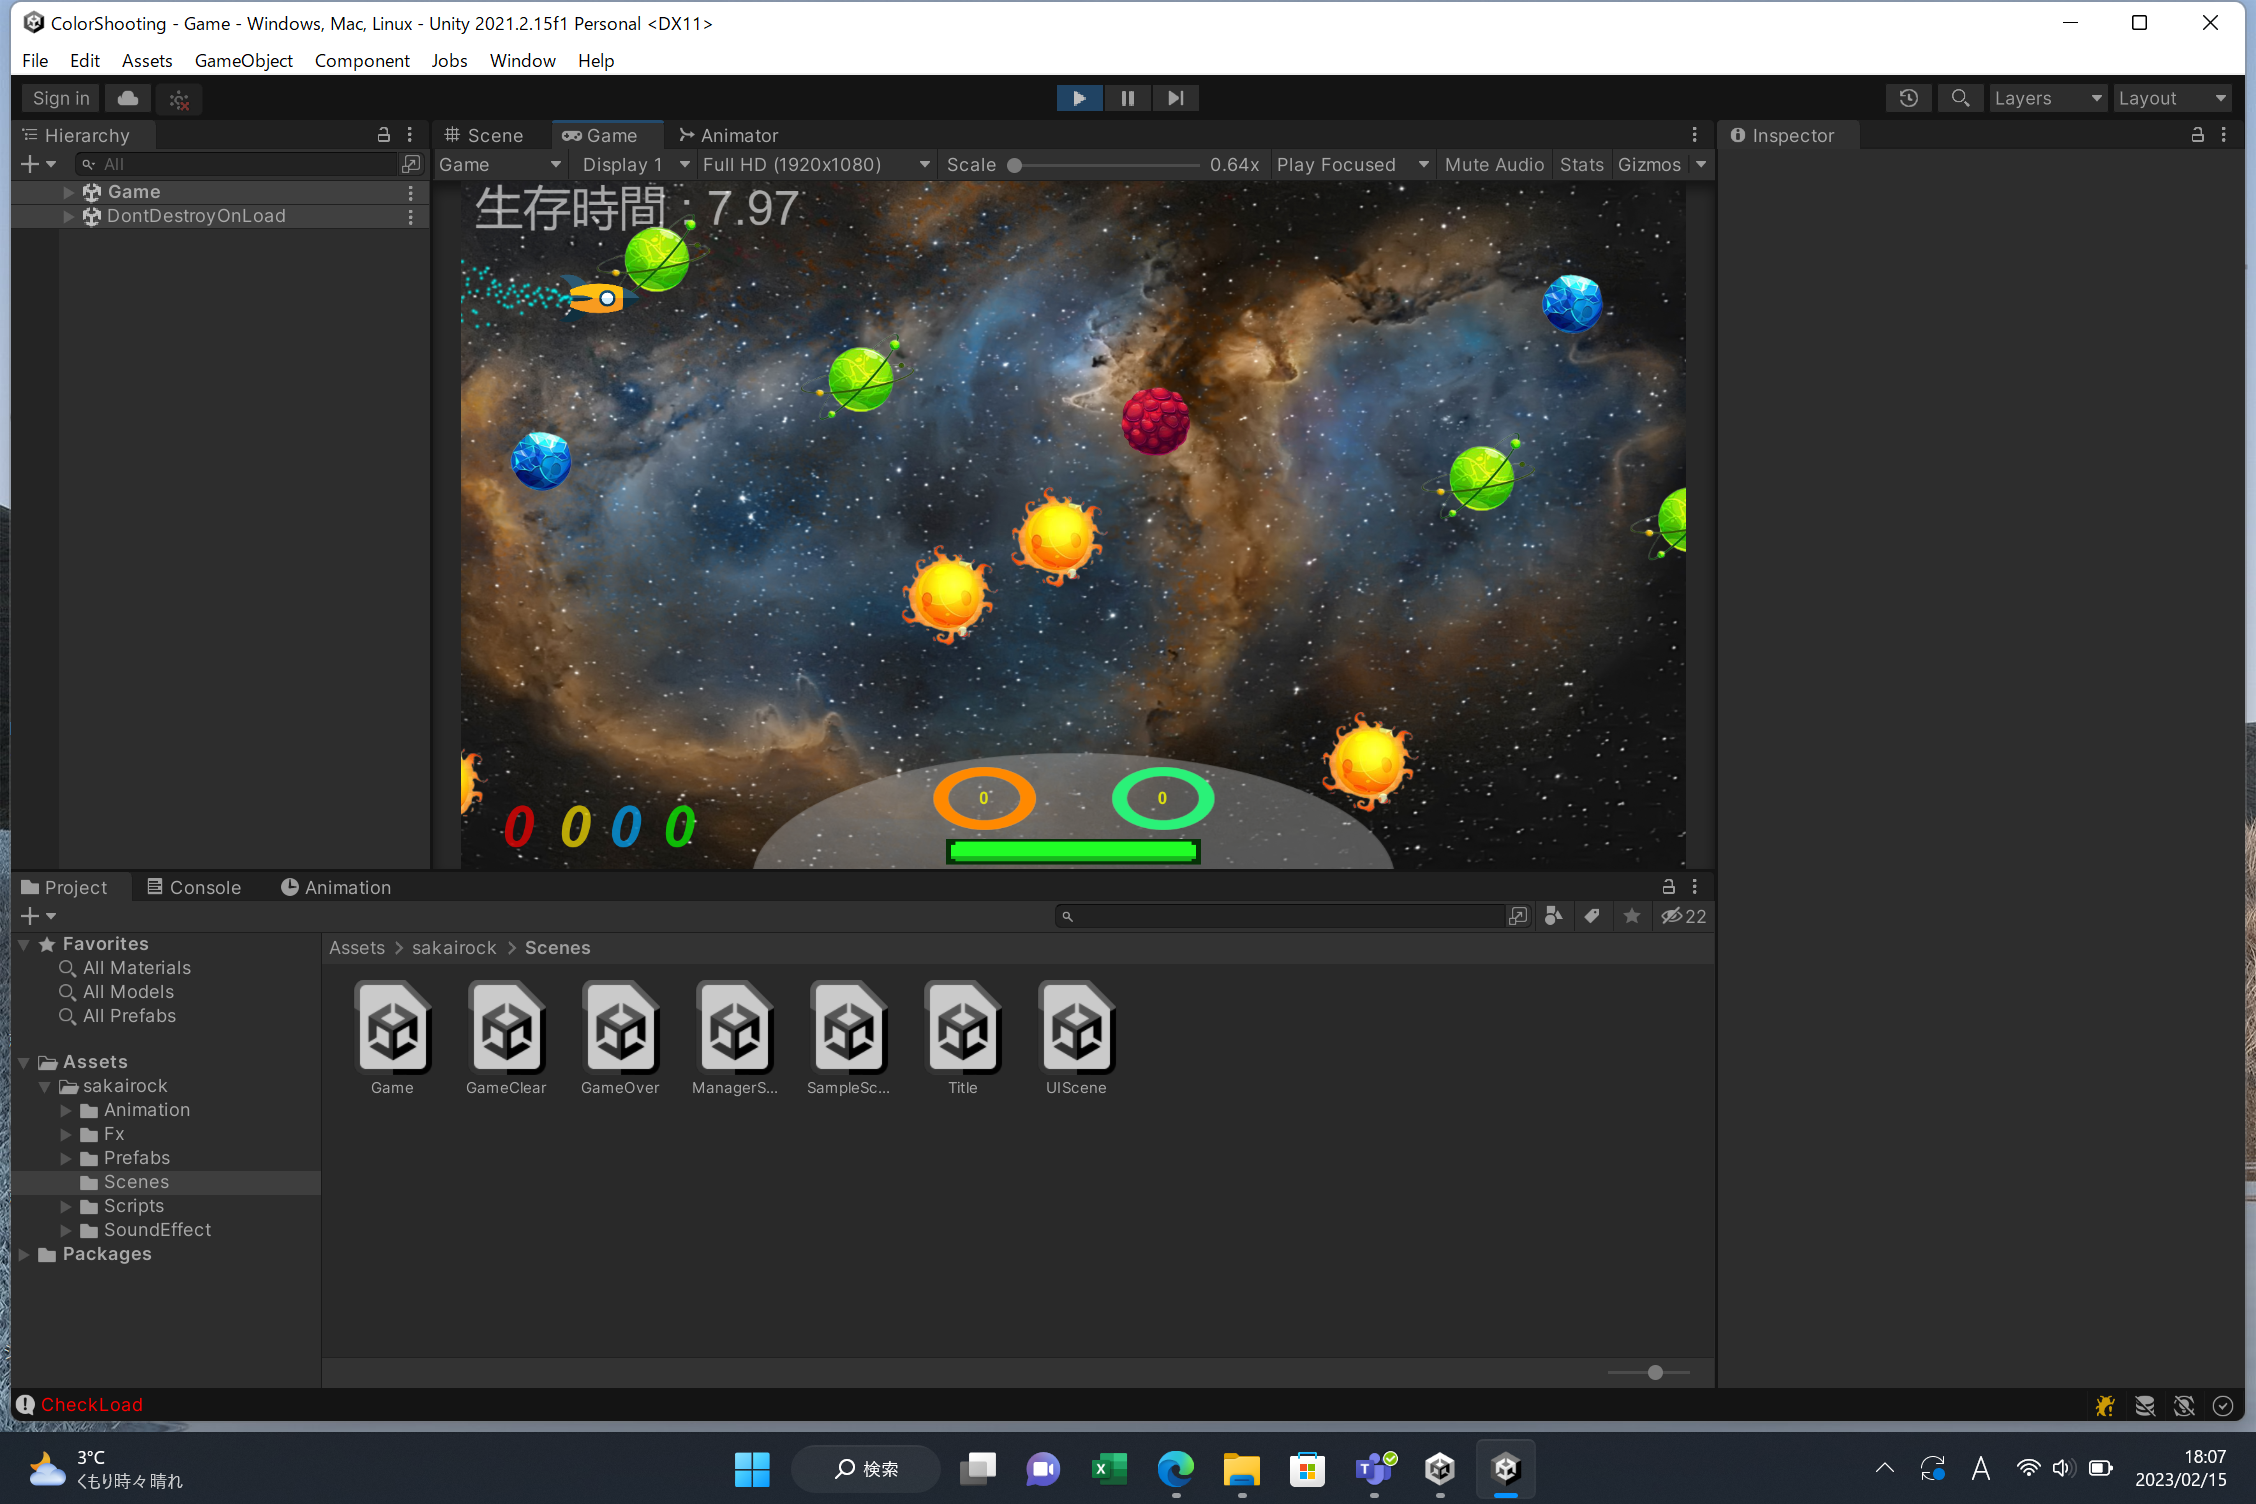 ColorShooting - Game - Windows, Mac, Linux - Unity 2021.2.15f1 Personal <DX11>
File Edit Assets GameObject Component Jobs Window Help
Sign in Layers Layout
Hierarchy Scene Game Animator Inspector
All Game Display 1 Full HD (1920x1080) Scale 0.64x Play Focused Mute Audio Stats Gizmos
Game
DontDestroyOnLoad
生存時間：7.97
0 0
0 0 0 0
Project Console Animation
22
Favorites
All Materials
All Models
All Prefabs
Assets
sakairock
Animation
Fx
Prefabs
Scenes
Scripts
SoundEffect
Packages
Assets > sakairock > Scenes
Game GameClear GameOver ManagerS... SampleSc... Title UIScene
CheckLoad
3°C
くもり時々晴れ
検索
A
18:07
2023/02/15